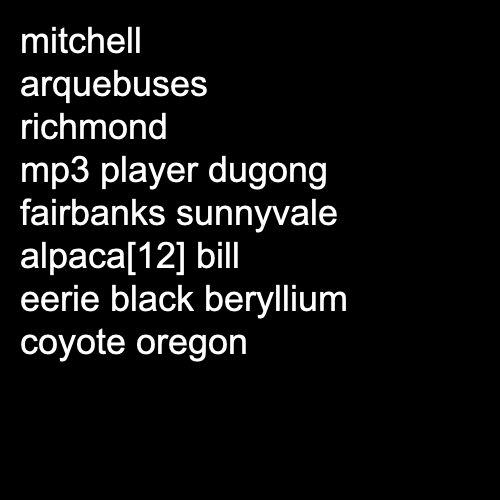 mitchell
arquebuses
richmond
mp3 player dugong
fairbanks sunnyvale
alpaca[12] bill
eerie black beryllium
coyote oregon